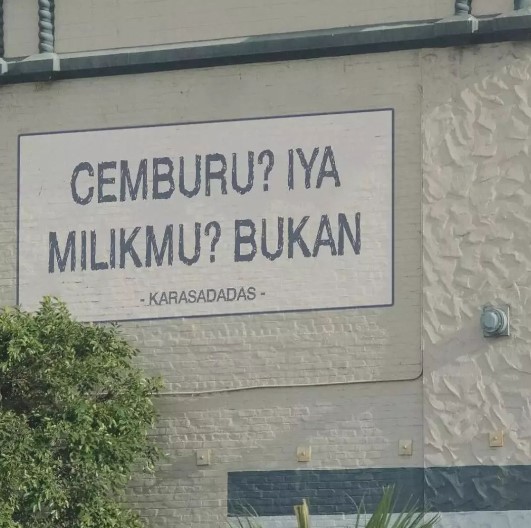 CEMBURU? IYA
MILIKMU? BUKAN
- KARASADADAS -